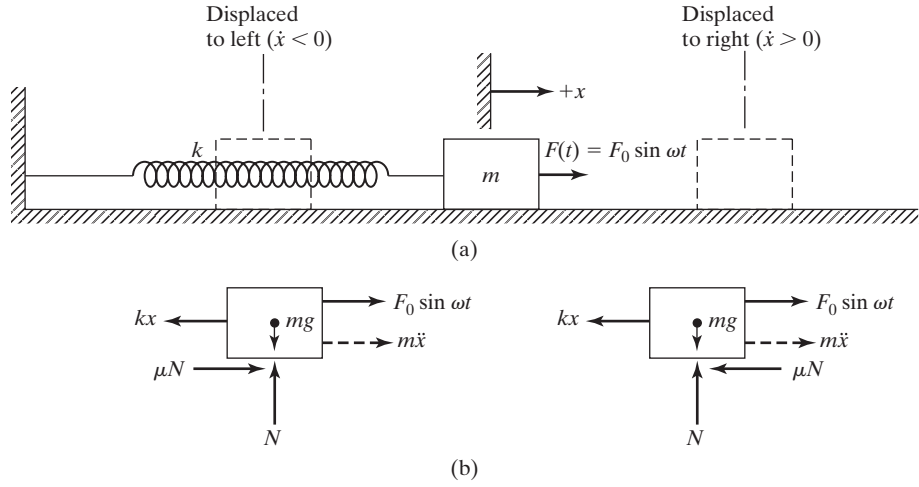 Displaced
to left (ẋ < 0)
Displaced
to right (ẋ > 0)
+x
k
m
F(t) = F₀ sin ωt
(a)
kx
F₀ sin ωt
mg
mẍ
μN
N
kx
F₀ sin ωt
mg
mẍ
μN
N
(b)